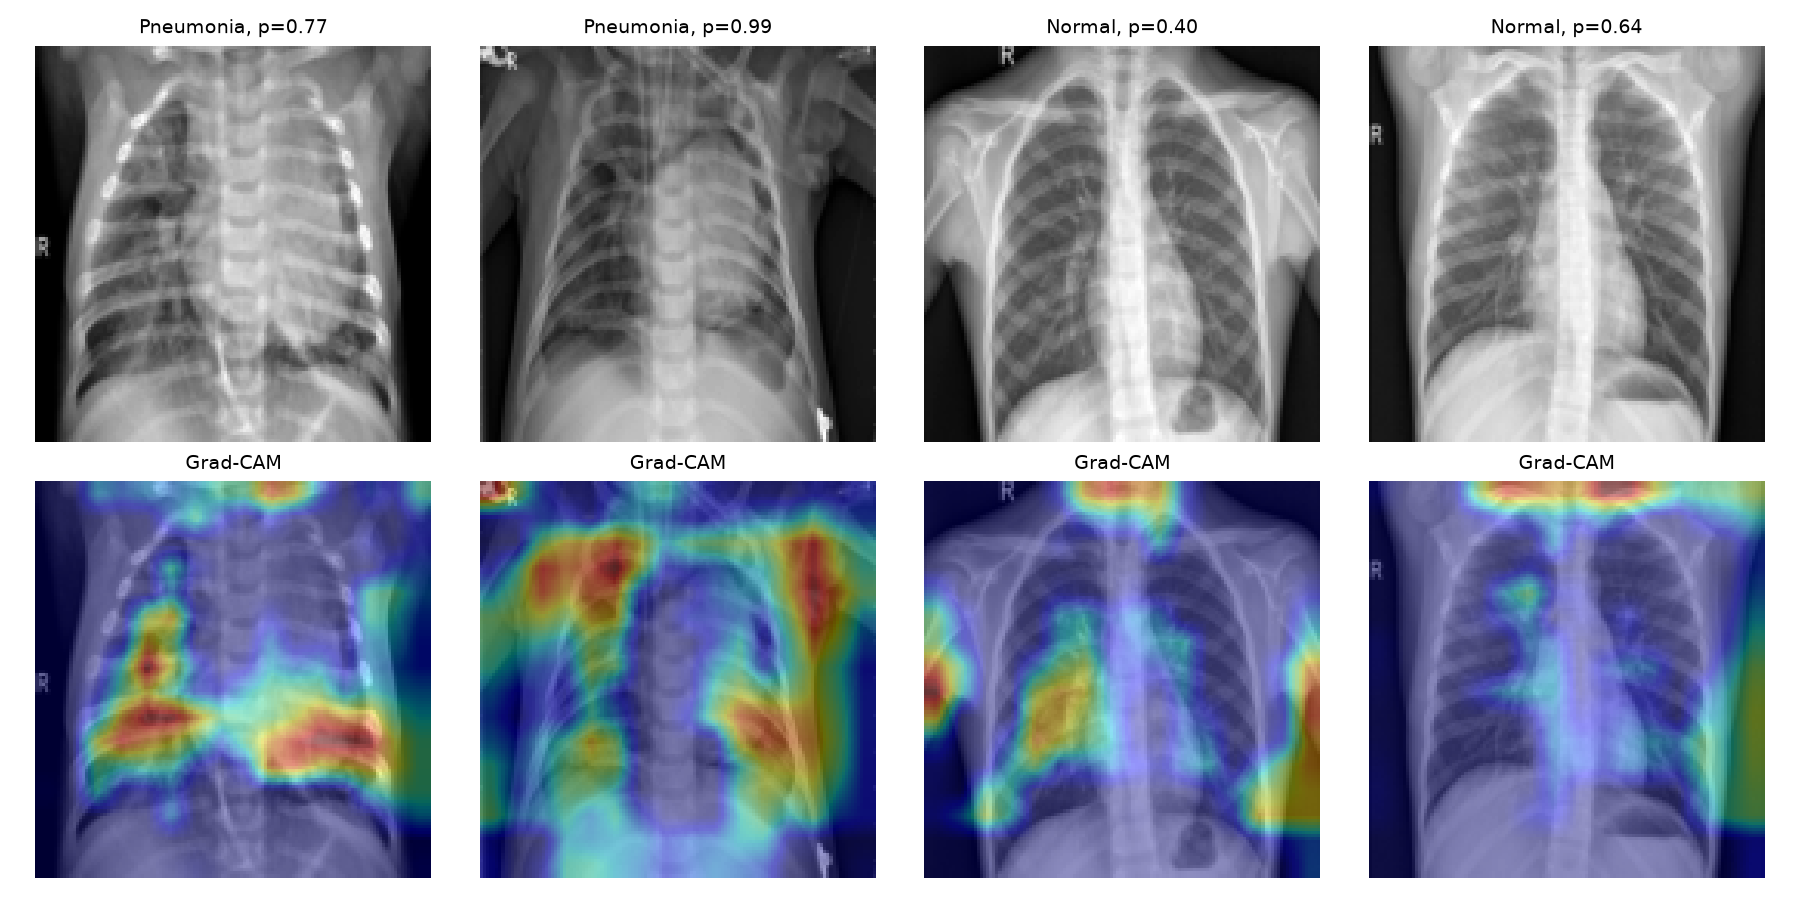 Pneumonia, p=0.77
Pneumonia, p=0.99
Normal, p=0.40
Normal, p=0.64
R
R
R
R
Grad-CAM
Grad-CAM
Grad-CAM
Grad-CAM
R
R
R
R